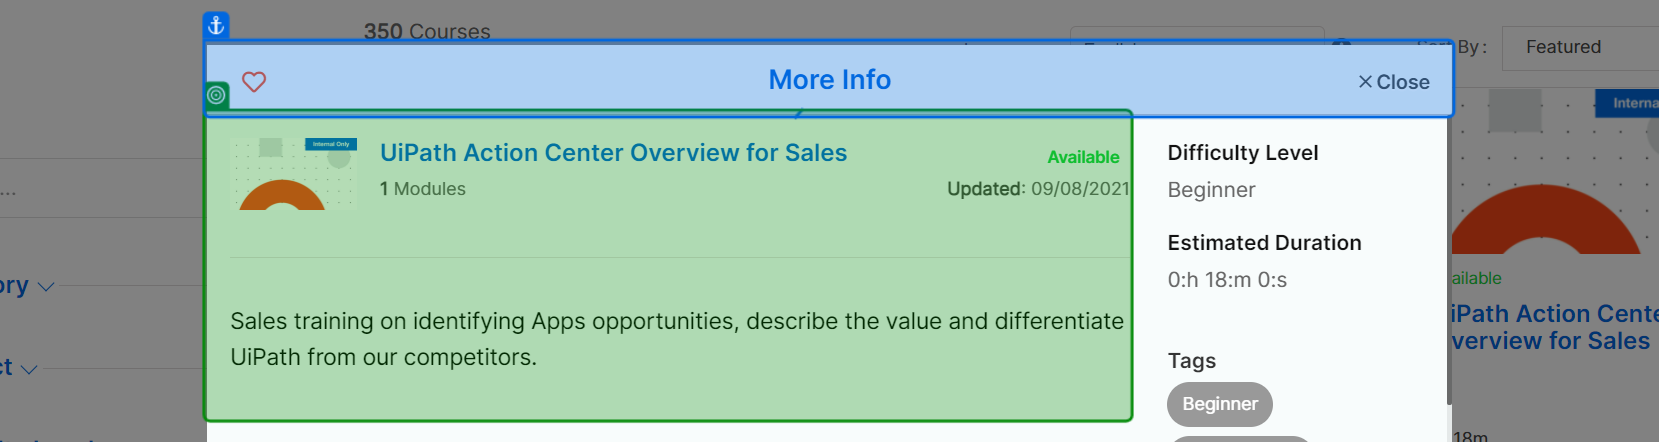 350 Courses
By :
Featured
More Info
Close
Internal Only
UiPath Action Center Overview for Sales
Available
1 Modules
Updated: 09/08/2021
Difficulty Level
Beginner
Estimated Duration
0:h 18:m 0:s
Sales training on identifying Apps opportunities, describe the value and differentiate
UiPath from our competitors.
Tags
Beginner
Interna
ailable
iPath Action Cente
verview for Sales
18m
ory
ct
...